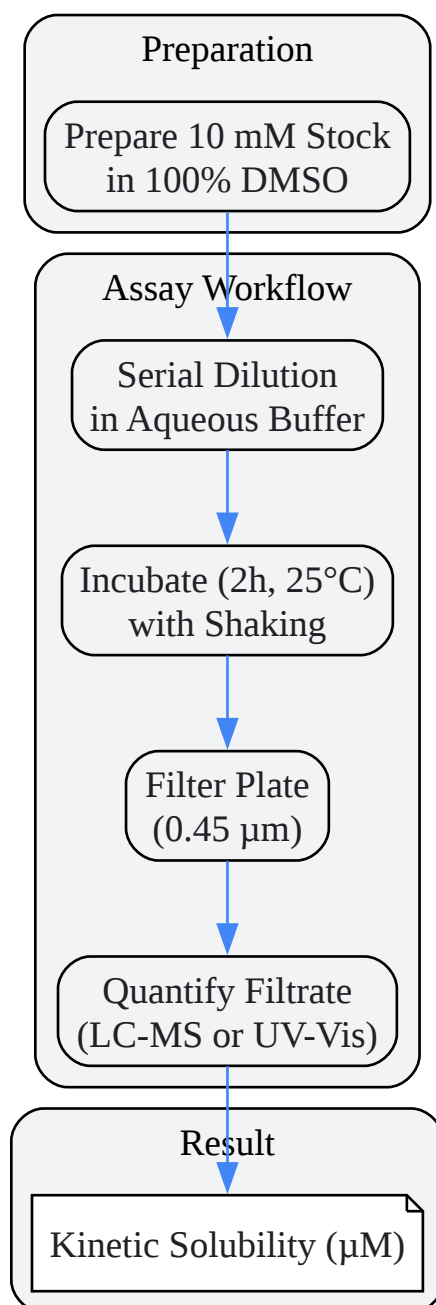 Preparation
Prepare 10 mM Stock
in 100% DMSO
Assay Workflow
Serial Dilution
in Aqueous Buffer
Incubate (2h, 25°C)
with Shaking
Filter Plate
(0.45 µm)
Quantify Filtrate
(LC-MS or UV-Vis)
Result
Kinetic Solubility (µM)